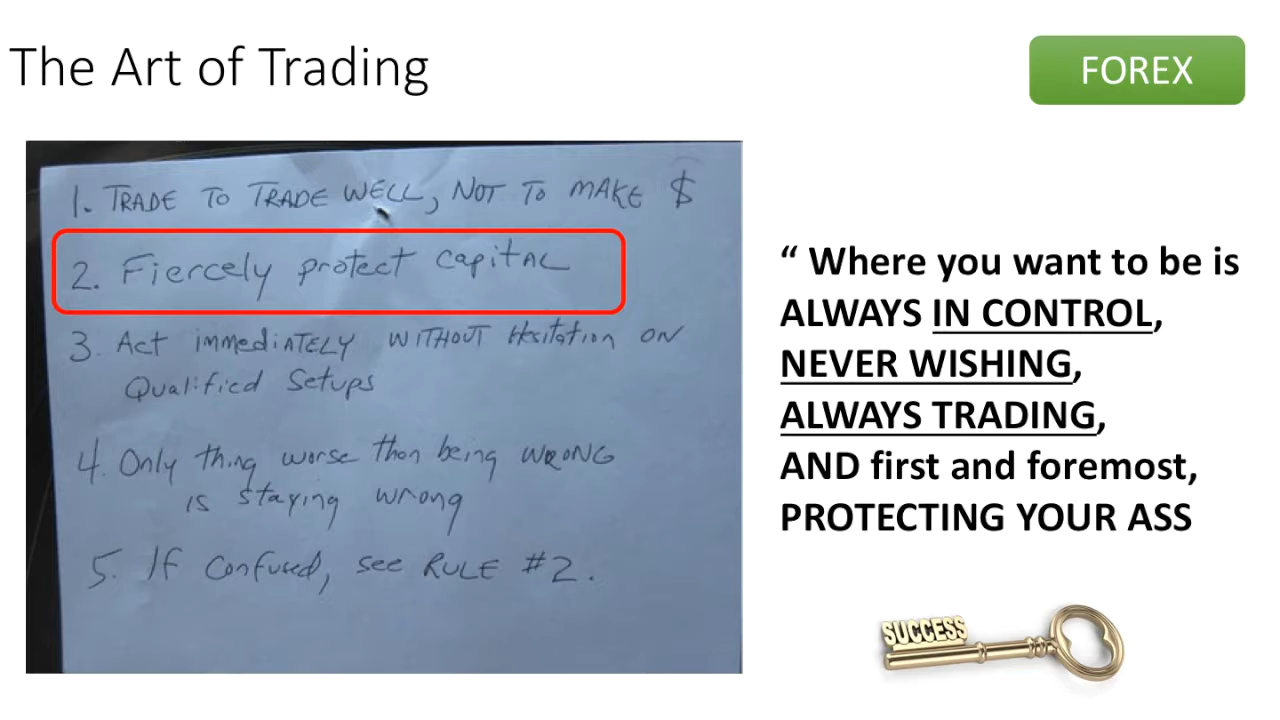 The Art of Trading
FOREX
1. TRADE TO TRADE WELL, NOT TO MAKE $
2. Fiercely protect capital
3. Act immediately WITHOUT Hesitation ON
Qualified Setups
4. Only thing worse then being WRONG
is staying wrong
5. If Confused, see RULE #2.
“ Where you want to be is
ALWAYS IN CONTROL,
NEVER WISHING,
ALWAYS TRADING,
AND first and foremost,
PROTECTING YOUR ASS
SUCCESS